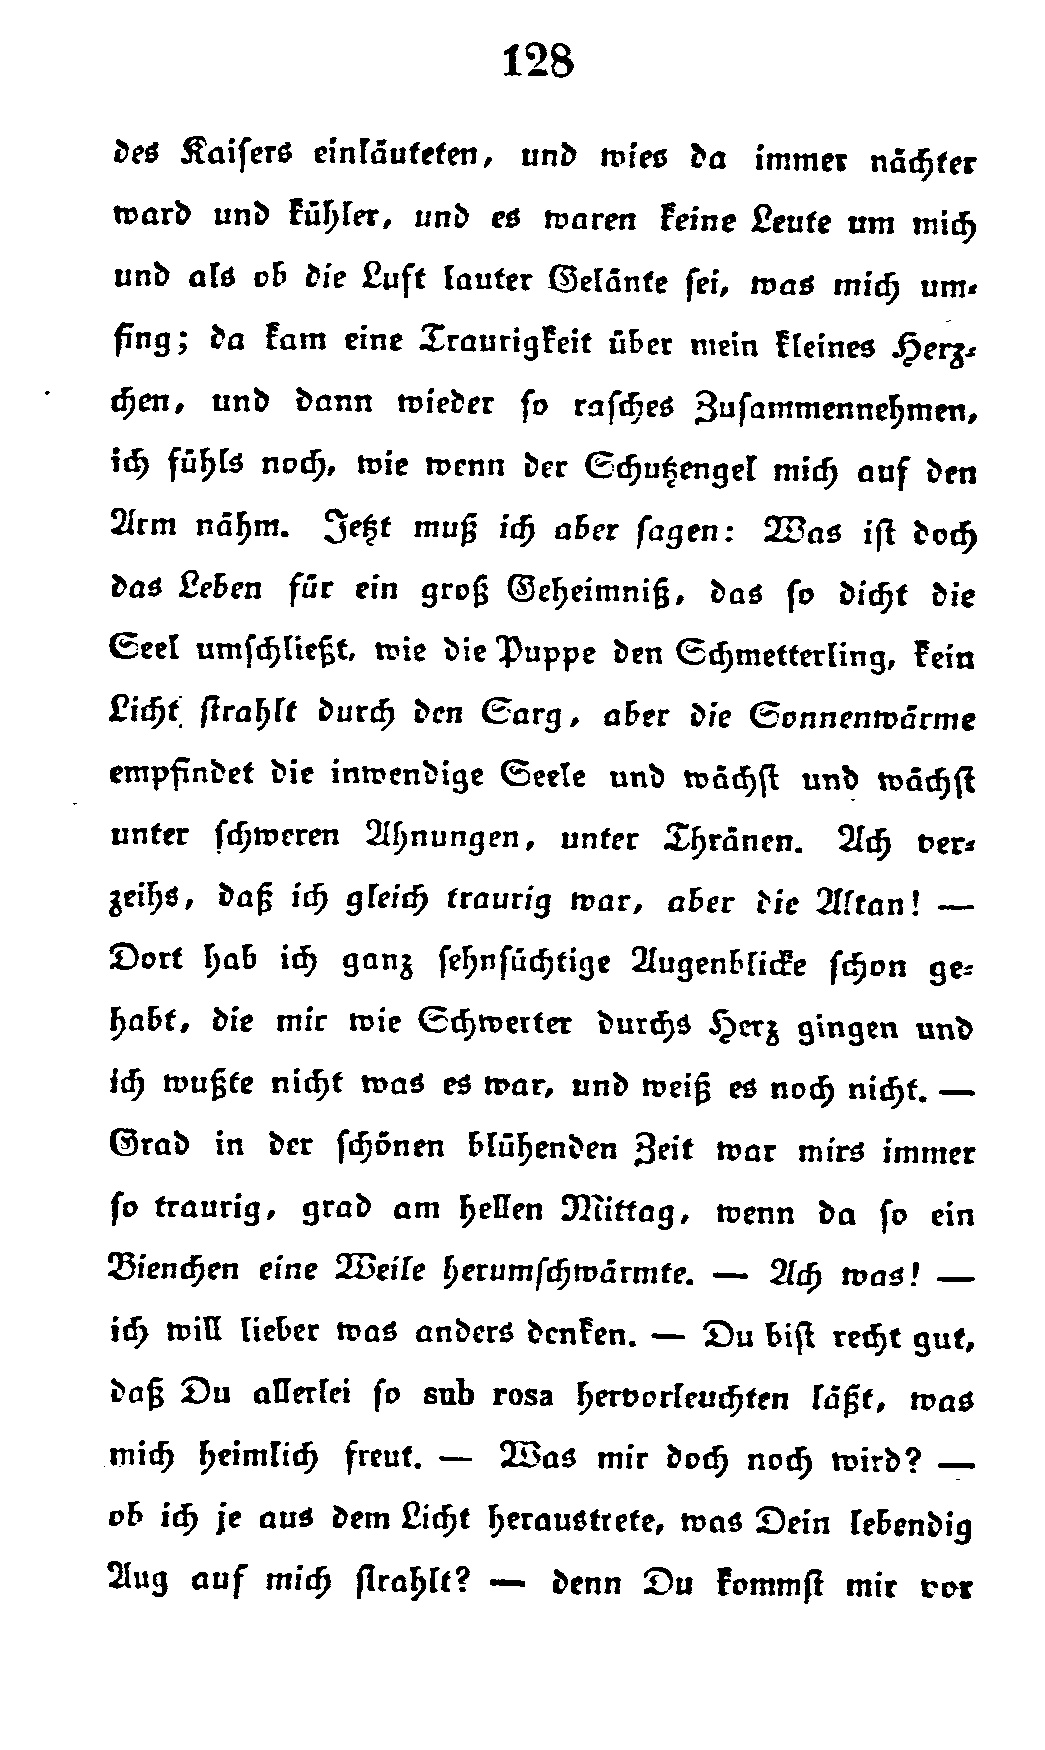 128
des Kaiſers einläuteten, und wies da immer nächter
ward und kühler, und es waren keine Leute um mich
und als ob die Luft lauter Geläute ſei, was mich um-
fing; da kam eine Traurigkeit über mein kleines Herz-
chen, und dann wieder ſo raſches Zuſammennehmen,
ich fühls noch, wie wenn der Schutzengel mich auf den
Arm nähm. Jetzt muß ich aber ſagen: Was iſt doch
das Leben für ein groß Geheimniß, das ſo dicht die
Seel umſchließt, wie die Puppe den Schmetterling, kein
Licht ſtrahlt durch den Sarg, aber die Sonnenwärme
empfindet die inwendige Seele und wächſt und wächſt
unter ſchweren Ahnungen, unter Thränen. Ach ver-
zeihs, daß ich gleich traurig war, aber die Altan! —
Dort hab ich ganz ſehnſüchtige Augenblicke ſchon ge-
habt, die mir wie Schwerter durchs Herz gingen und
ich wußte nicht was es war, und weiß es noch nicht. —
Grad in der ſchönen blühenden Zeit war mirs immer
ſo traurig, grad am hellen Mittag, wenn da ſo ein
Bienchen eine Weile herumſchwärmte. — Ach was! —
ich will lieber was anders denken. — Du biſt recht gut,
daß Du allerlei ſo sub rosa hervorleuchten läßt, was
mich heimlich freut. — Was mir doch noch wird? —
ob ich je aus dem Licht heraustrete, was Dein lebendig
Aug auf mich ſtrahlt? — denn Du kommſt mir vor